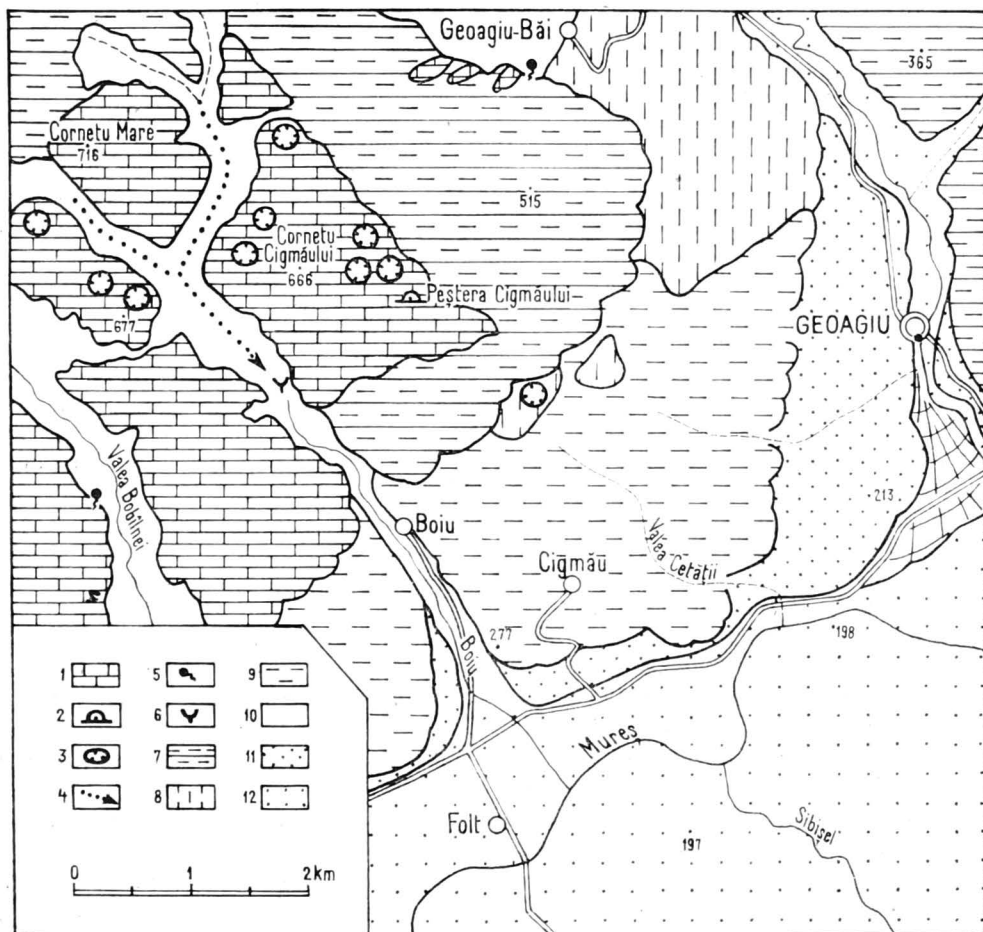 Geoagiu-Băi
365
Cornetu Mare
716
515
Cornetu
Cigmăului
666
Peștera Cigmăului
677
GEOAGIU
Valea Bobîlnei
213
Boiu
Valea Cetății
Cigmău
277
198
Boiu
Mureș
Folt
197
Sibișel
1 5 9
2 6 10
3 7 11
4 8 12
0 1 2 km